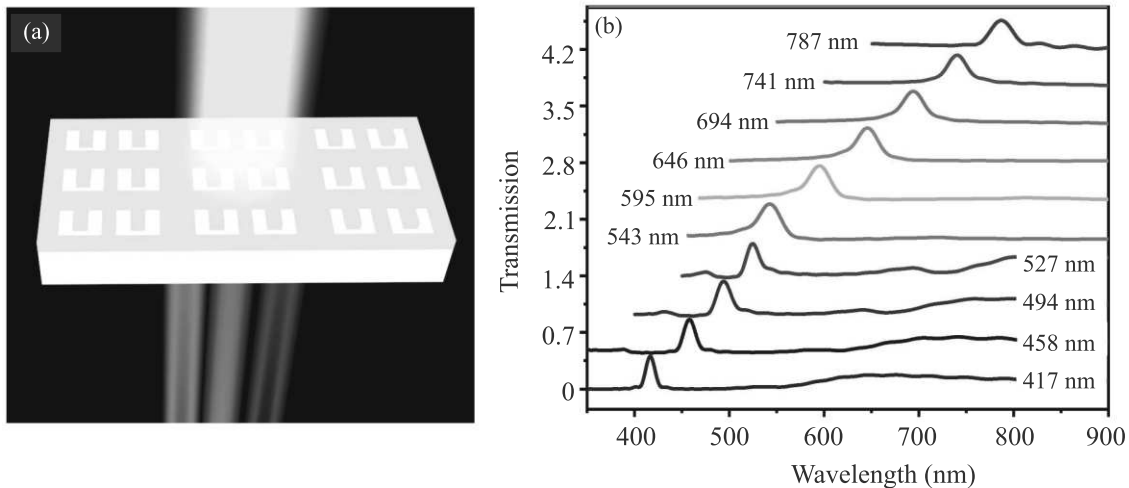 (a)
(b)
Transmission
4.2
3.5
2.8
2.1
1.4
0.7
0
787 nm
741 nm
694 nm
646 nm
595 nm
543 nm
527 nm
494 nm
458 nm
417 nm
400 500 600 700 800 900
Wavelength (nm)